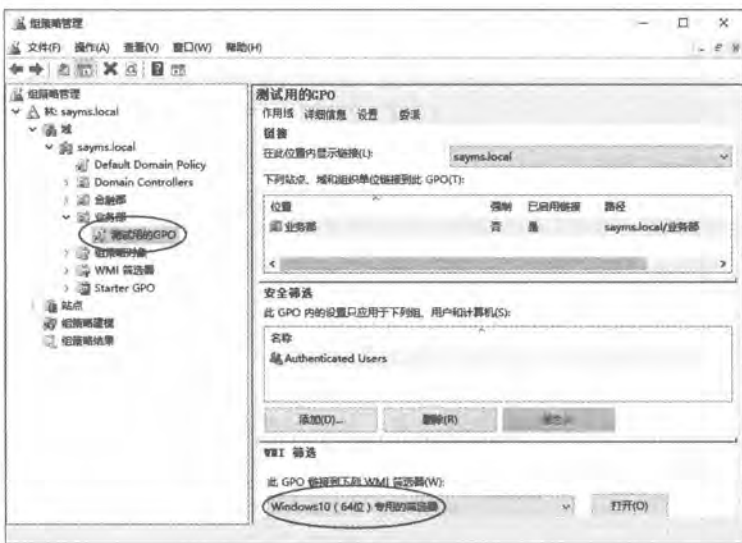 组策略管理
文件(F) 操作(A) 查看(V) 窗口(W) 帮助(H)
组策略管理
林: sayms.local
域
sayms.local
Default Domain Policy
Domain Controllers
金融部
业务部
测试用的GPO
组策略对象
WMI 筛选器
Starter GPO
站点
组策略建模
组策略结果
测试用的GPO
作用域 详细信息 设置 委派
链接
在此位置内显示链接(L): sayms.local
下列站点、域和组织单位链接到此 GPO(T):
位置 强制 已启用链接 路径
业务部 否 是 sayms.local/业务部
安全筛选
此 GPO 内的设置只应用于下列组、用户和计算机(S):
名称
Authenticated Users
添加(D)... 删除(R)
WMI 筛选
此 GPO 链接到下列 WMI 筛选器(W):
Windows10 ( 64位 ) 专用的筛选器 打开(O)